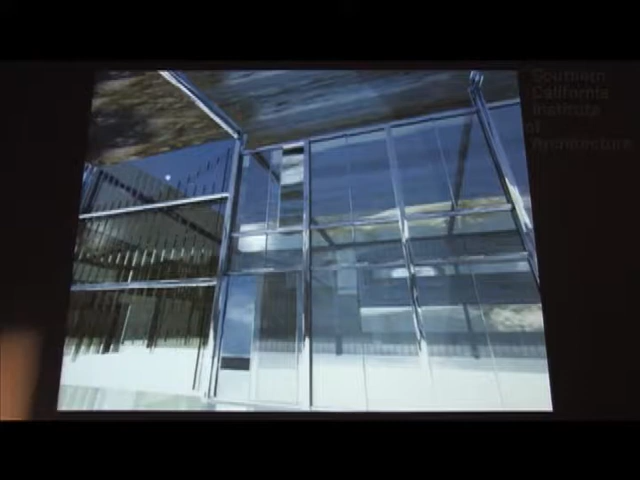 Southern
California
Institute
of
Architecture